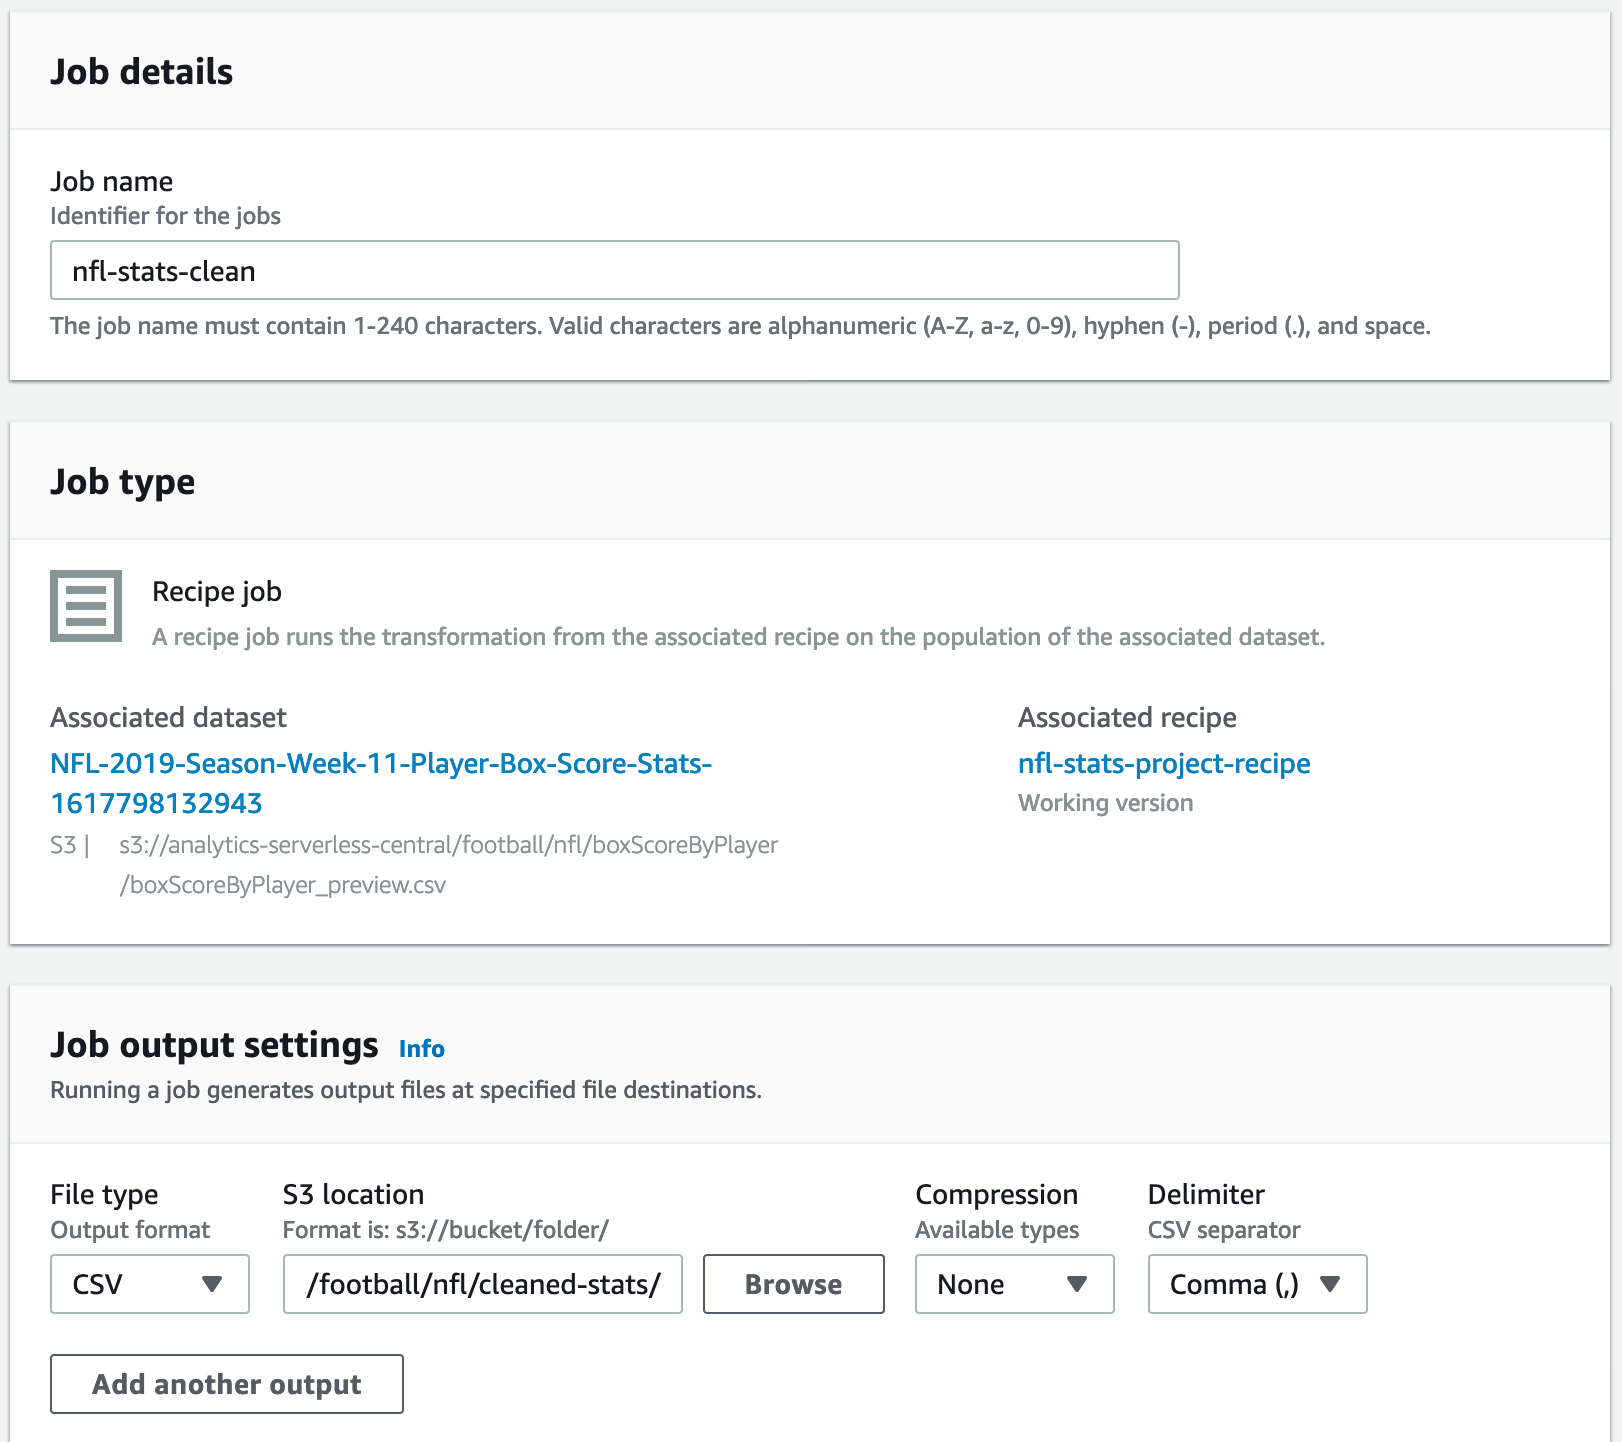 Job details
Job name
Identifier for the jobs
nfl-stats-clean
The job name must contain 1-240 characters. Valid characters are alphanumeric (A-Z, a-z, 0-9), hyphen (-), period (.), and space.
Job type
Recipe job
A recipe job runs the transformation from the associated recipe on the population of the associated dataset.
Associated dataset
NFL-2019-Season-Week-11-Player-Box-Score-Stats-
1617798132943
S3 | s3://analytics-serverless-central/football/nfl/boxScoreByPlayer
/boxScoreByPlayer_preview.csv
Associated recipe
nfl-stats-project-recipe
Working version
Job output settings Info
Running a job generates output files at specified file destinations.
File type
Output format
CSV
S3 location
Format is: s3://bucket/folder/
/football/nfl/cleaned-stats/
Browse
Compression
Available types
None
Delimiter
CSV separator
Comma (,)
Add another output